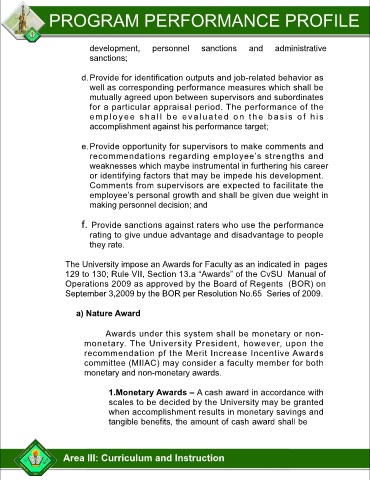 PROGRAM PERFORMANCE PROFILE
development, personnel sanctions and administrative
sanctions;
d. Provide for identification outputs and job-related behavior as
well as corresponding performance measures which shall be
mutually agreed upon between supervisors and subordinates
for a particular appraisal period. The performance of the
employee shall be evaluated on the basis of his
accomplishment against his performance target;
e. Provide opportunity for supervisors to make comments and
recommendations regarding employee's strengths and
weaknesses which maybe instrumental in furthering his career
or identifying factors that may be impede his development.
Comments from supervisors are expected to facilitate the
employee's personal growth and shall be given due weight in
making personnel decision; and
f. Provide sanctions against raters who use the performance
rating to give undue advantage and disadvantage to people
they rate.
The University impose an Awards for Faculty as an indicated in pages
129 to 130; Rule VII, Section 13.a “Awards” of the CvSU Manual of
Operations 2009 as approved by the Board of Regents (BOR) on
September 3,2009 by the BOR per Resolution No.65 Series of 2009.
a) Nature Award
Awards under this system shall be monetary or non-
monetary. The University President, however, upon the
recommendation pf the Merit Increase Incentive Awards
committee (MIIAC) may consider a faculty member for both
monetary and non-monetary awards.
1.Monetary Awards – A cash award in accordance with
scales to be decided by the University may be granted
when accomplishment results in monetary savings and
tangible benefits, the amount of cash award shall be
Area III: Curriculum and Instruction